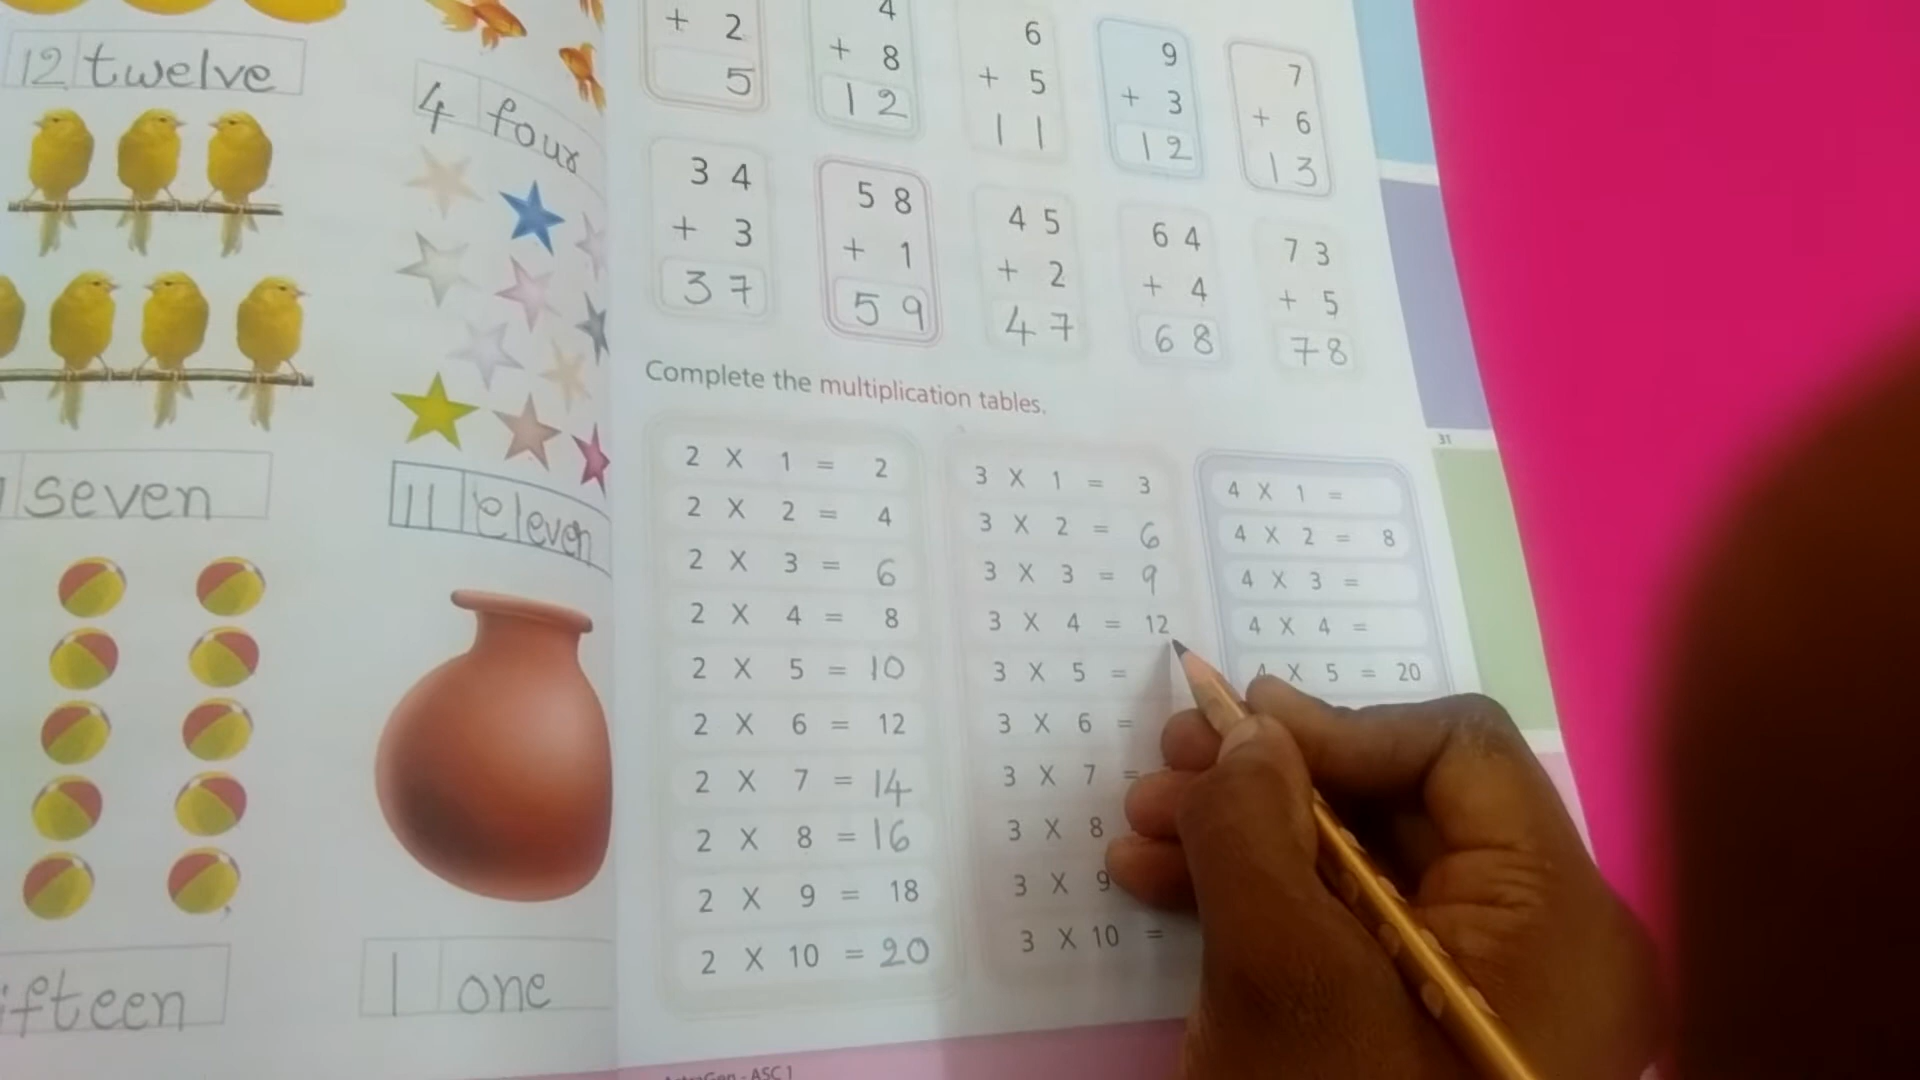 12 twelve
4 four
seven
11 eleven
ifteen
1 one
+ 2
5
4
+ 8
12
6
+ 5
11
9
+ 3
12
7
+ 6
13
34
+ 3
37
58
+ 1
59
45
+ 2
47
64
+ 4
68
73
+ 5
78
Complete the multiplication tables.
2 X 1 = 2
2 X 2 = 4
2 X 3 = 6
2 X 4 = 8
2 X 5 = 10
2 X 6 = 12
2 X 7 = 14
2 X 8 = 16
2 X 9 = 18
2 X 10 = 20
3 X 1 = 3
3 X 2 = 6
3 X 3 = 9
3 X 4 = 12
3 X 5 =
3 X 6 =
3 X 7 =
3 X 8
3 X 9
3 X 10 =
4 X 1 =
4 X 2 = 8
4 X 3 =
4 X 4 =
4 X 5 = 20
31
- ASC 1